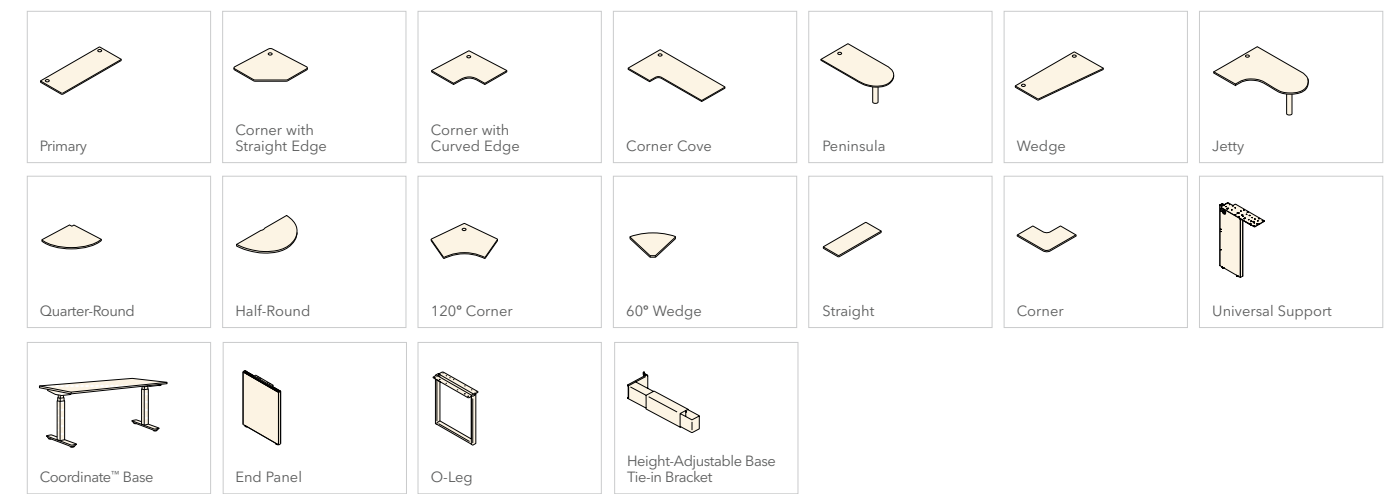 Primary
Corner with
Straight Edge
Corner with
Curved Edge
Corner Cove
Peninsula
Wedge
Jetty
Quarter-Round
Half-Round
120° Corner
60° Wedge
Straight
Corner
Universal Support
Coordinate™ Base
End Panel
O-Leg
Height-Adjustable Base
Tie-in Bracket